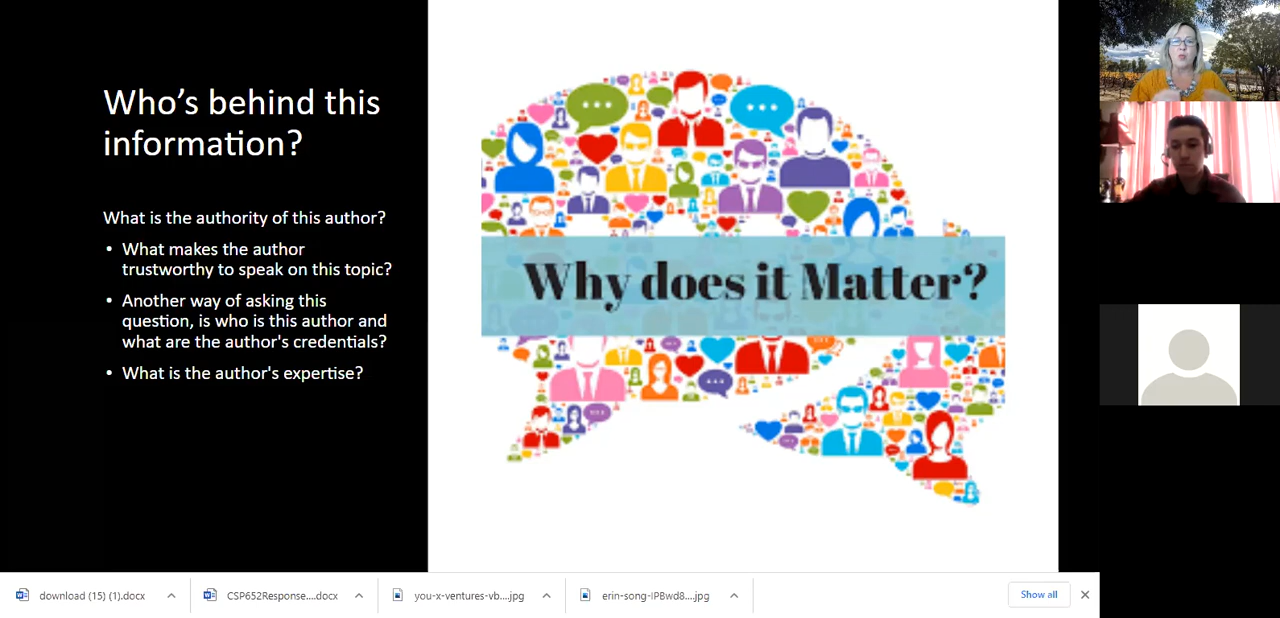 Who's behind this
information?
What is the authority of this author?
• What makes the author
trustworthy to speak on this topic?
• Another way of asking this
question, is who is this author and
what are the author's credentials?
• What is the author's expertise?
Why does it Matter?
download (15) (1).docx
CSP652Response....docx
you-x-ventures-vb...jpg
erin-song-IPBwd8....jpg
Show all